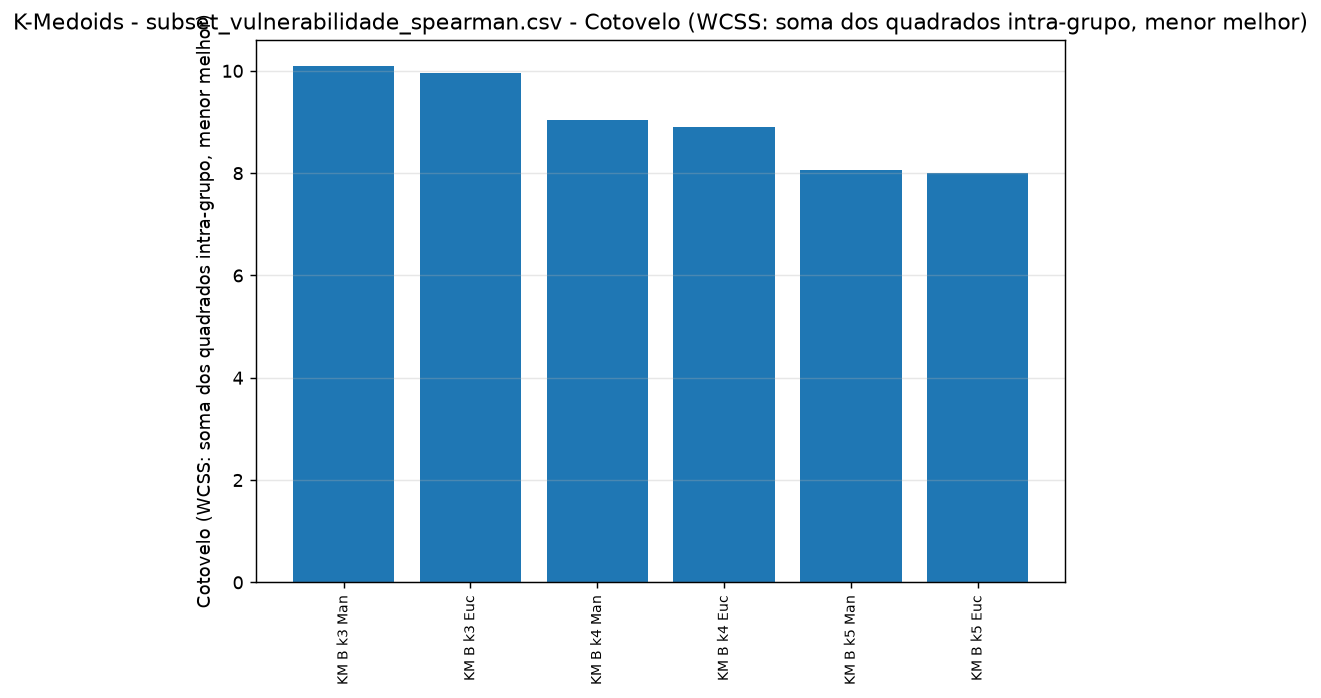 K-Medoids - subset_vulnerabilidade_spearman.csv - Cotovelo (WCSS: soma dos quadrados intra-grupo, menor melhor)
Cotovelo (WCSS: soma dos quadrados intra-grupo, menor melhor)
10
8
6
4
2
0
KM B k3 Man
KM B k3 Euc
KM B k4 Man
KM B k4 Euc
KM B k5 Man
KM B k5 Euc